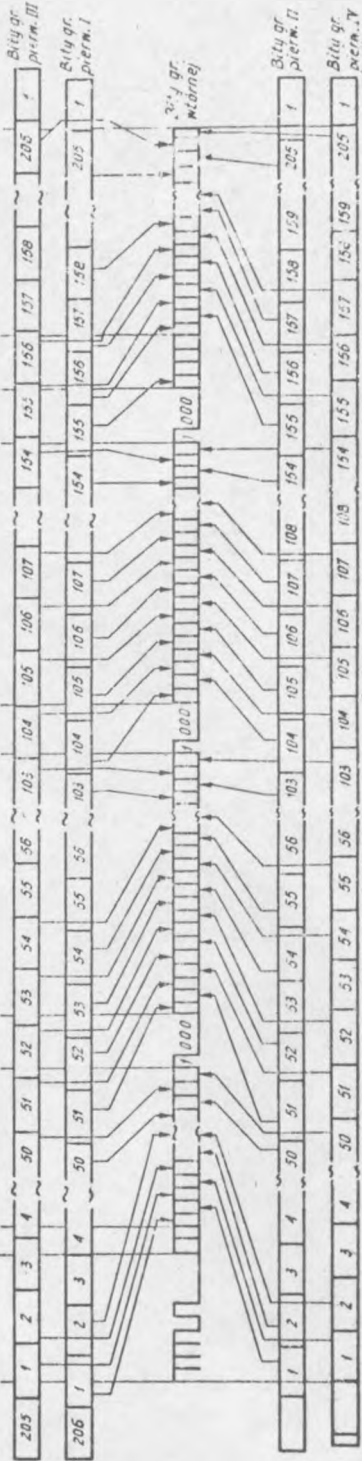 Bity gr. pierw. III
205 1 2 3 4 50 51 52 53 54 55 56 103 104 105 106 107 154 155 156 157 158 205 1
Bity gr. pierw. I
206 1 2 3 4 50 51 52 53 54 55 56 103 104 105 106 107 154 155 156 157 158 205 1
Bity gr. wtórnej
1 000 1 000 1 000
Bity gr. pierw. II
1 2 3 4 50 51 52 53 54 55 56 103 104 105 106 107 108 154 155 156 157 158 159 205 1
Bity gr. pierw. IV
1 2 3 4 50 51 52 53 54 55 56 103 104 105 106 107 108 154 155 156 157 158 159 205 1